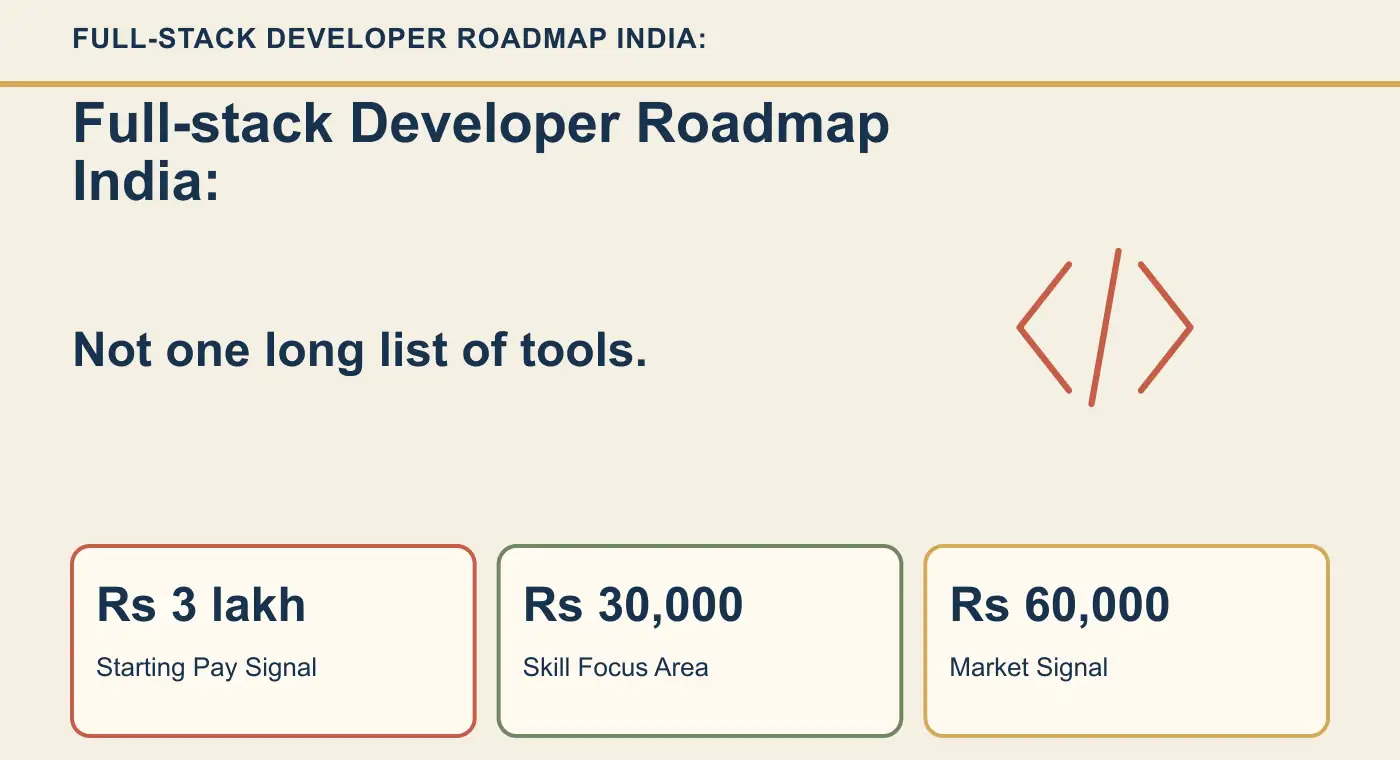 FULL-STACK DEVELOPER ROADMAP INDIA:
Full-stack Developer Roadmap
India:
Not one long list of tools.
Rs 3 lakh
Starting Pay Signal
Rs 30,000
Skill Focus Area
Rs 60,000
Market Signal